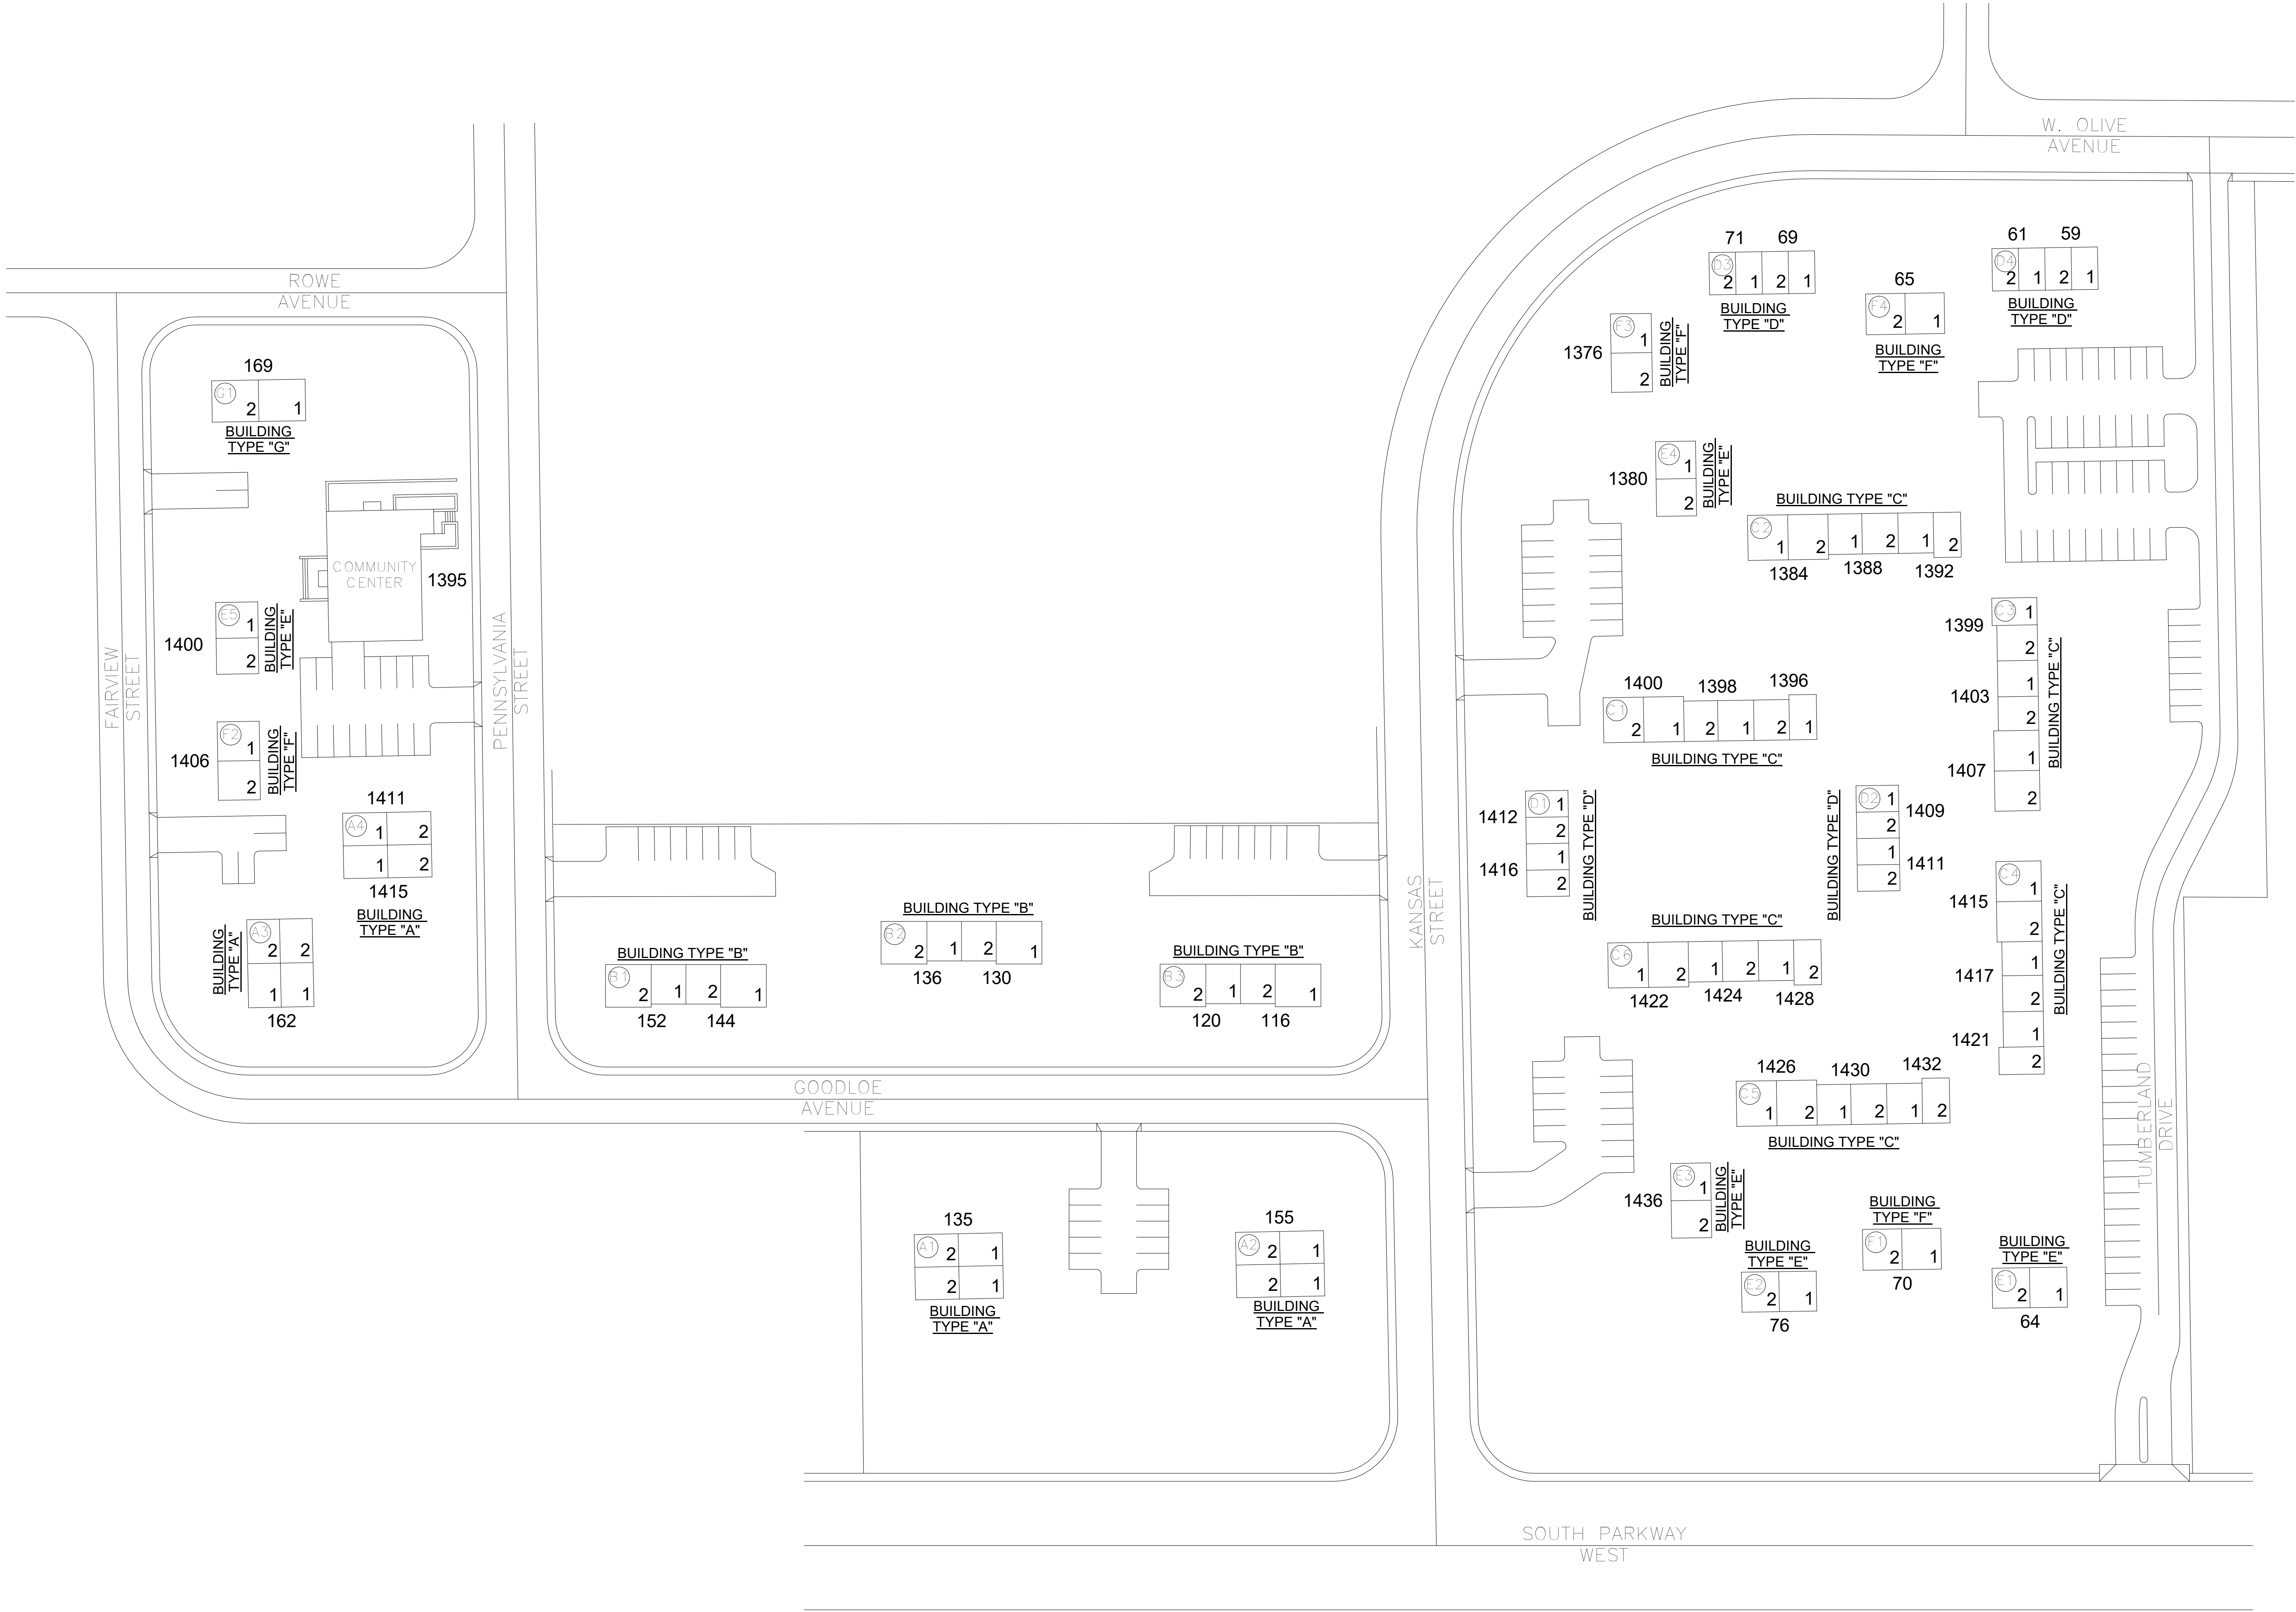 W. OLIVE
AVENUE
ROWE
AVENUE
FAIRVIEW
STREET
PENNSYLVANIA
STREET
169
G1
2 1
BUILDING
TYPE "G"
COMMUNITY
CENTER
1395
1400
E5 1
2
BUILDING
TYPE "E"
1406
F2 1
2
BUILDING
TYPE "F"
1411
A4 1 2
1 2
1415
BUILDING
TYPE "A"
BUILDING
TYPE "A"
A3 2 2
1 1
162
BUILDING TYPE "B"
B1 2 1 2 1
152 144
BUILDING TYPE "B"
B2 2 1 2 1
136 130
BUILDING TYPE "B"
B3 2 1 2 1
120 116
GOODLOE
AVENUE
135
A1 2 1
2 1
BUILDING
TYPE "A"
155
A2 2 1
2 1
BUILDING
TYPE "A"
KANSAS
STREET
71 69
D3 2 1 2 1
BUILDING
TYPE "D"
65
F4 2 1
BUILDING
TYPE "F"
61 59
D4 2 1 2 1
BUILDING
TYPE "D"
1376
F3 1
2
BUILDING
TYPE "F"
1380
E4 1
2
BUILDING
TYPE "E"
BUILDING TYPE "C"
C2 1 2 1 2 1 2
1384 1388 1392
1400 1398 1396
C1 2 1 2 1 2 1
BUILDING TYPE "C"
1399
1403
1407
C3 1
2
1
2
1
2
BUILDING TYPE "C"
1412
1416
D1 1
2
1
2
BUILDING TYPE "D"
BUILDING TYPE "D"
D2 1
2
1
2
1409
1411
BUILDING TYPE "C"
C6 1 2 1 2 1 2
1422 1424 1428
1415
1417
1421
C4 1
2
1
2
1
2
BUILDING TYPE "C"
1426 1430 1432
C5 1 2 1 2 1 2
BUILDING TYPE "C"
1436
E3 1
2
BUILDING
TYPE "E"
BUILDING
TYPE "E"
E2 2 1
76
BUILDING
TYPE "F"
F1 2 1
70
BUILDING
TYPE "E"
E1 2 1
64
TUMBERLAND
DRIVE
SOUTH PARKWAY
WEST